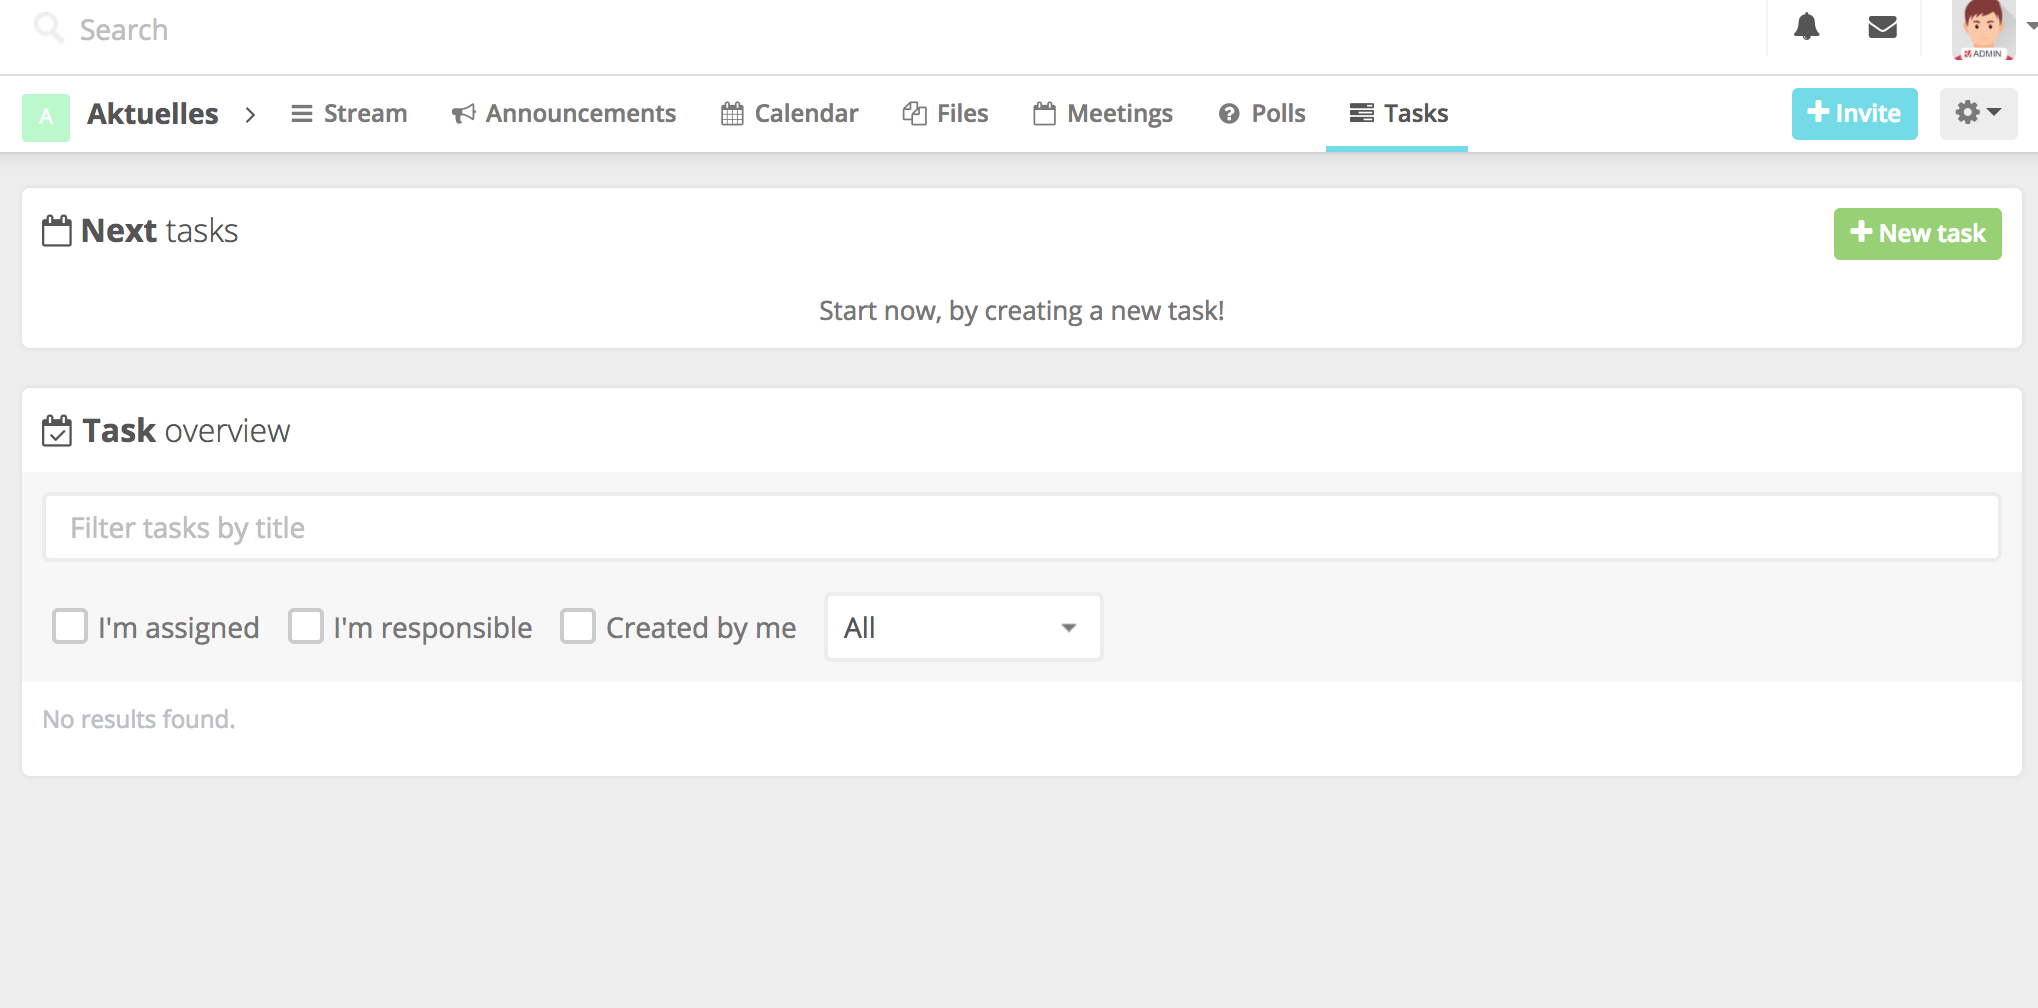 Search
ADMIN
A Aktuelles Stream Announcements Calendar Files Meetings Polls Tasks Invite
Next tasks New task
Start now, by creating a new task!
Task overview
Filter tasks by title
I'm assigned I'm responsible Created by me All
No results found.